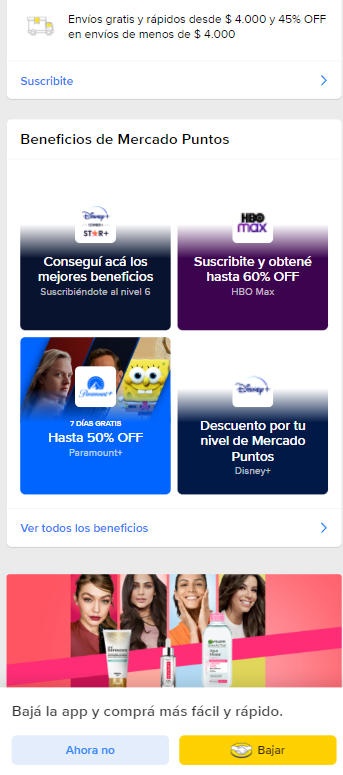 Envíos gratis y rápidos desde $ 4.000 y 45% OFF
en envíos de menos de $ 4.000
Suscribite
Beneficios de Mercado Puntos
Disney+
STAR+
Conseguí acá los
mejores beneficios
Suscribiéndote al nivel 6
HBO
max
Suscribite y obtené
hasta 60% OFF
HBO Max
Paramount+
7 DÍAS GRATIS
Hasta 50% OFF
Paramount+
Disney+
Descuento por tu
nivel de Mercado
Puntos
Disney+
Ver todos los beneficios
GARNIER
Bajá la app y comprá más fácil y rápido.
Ahora no
Bajar